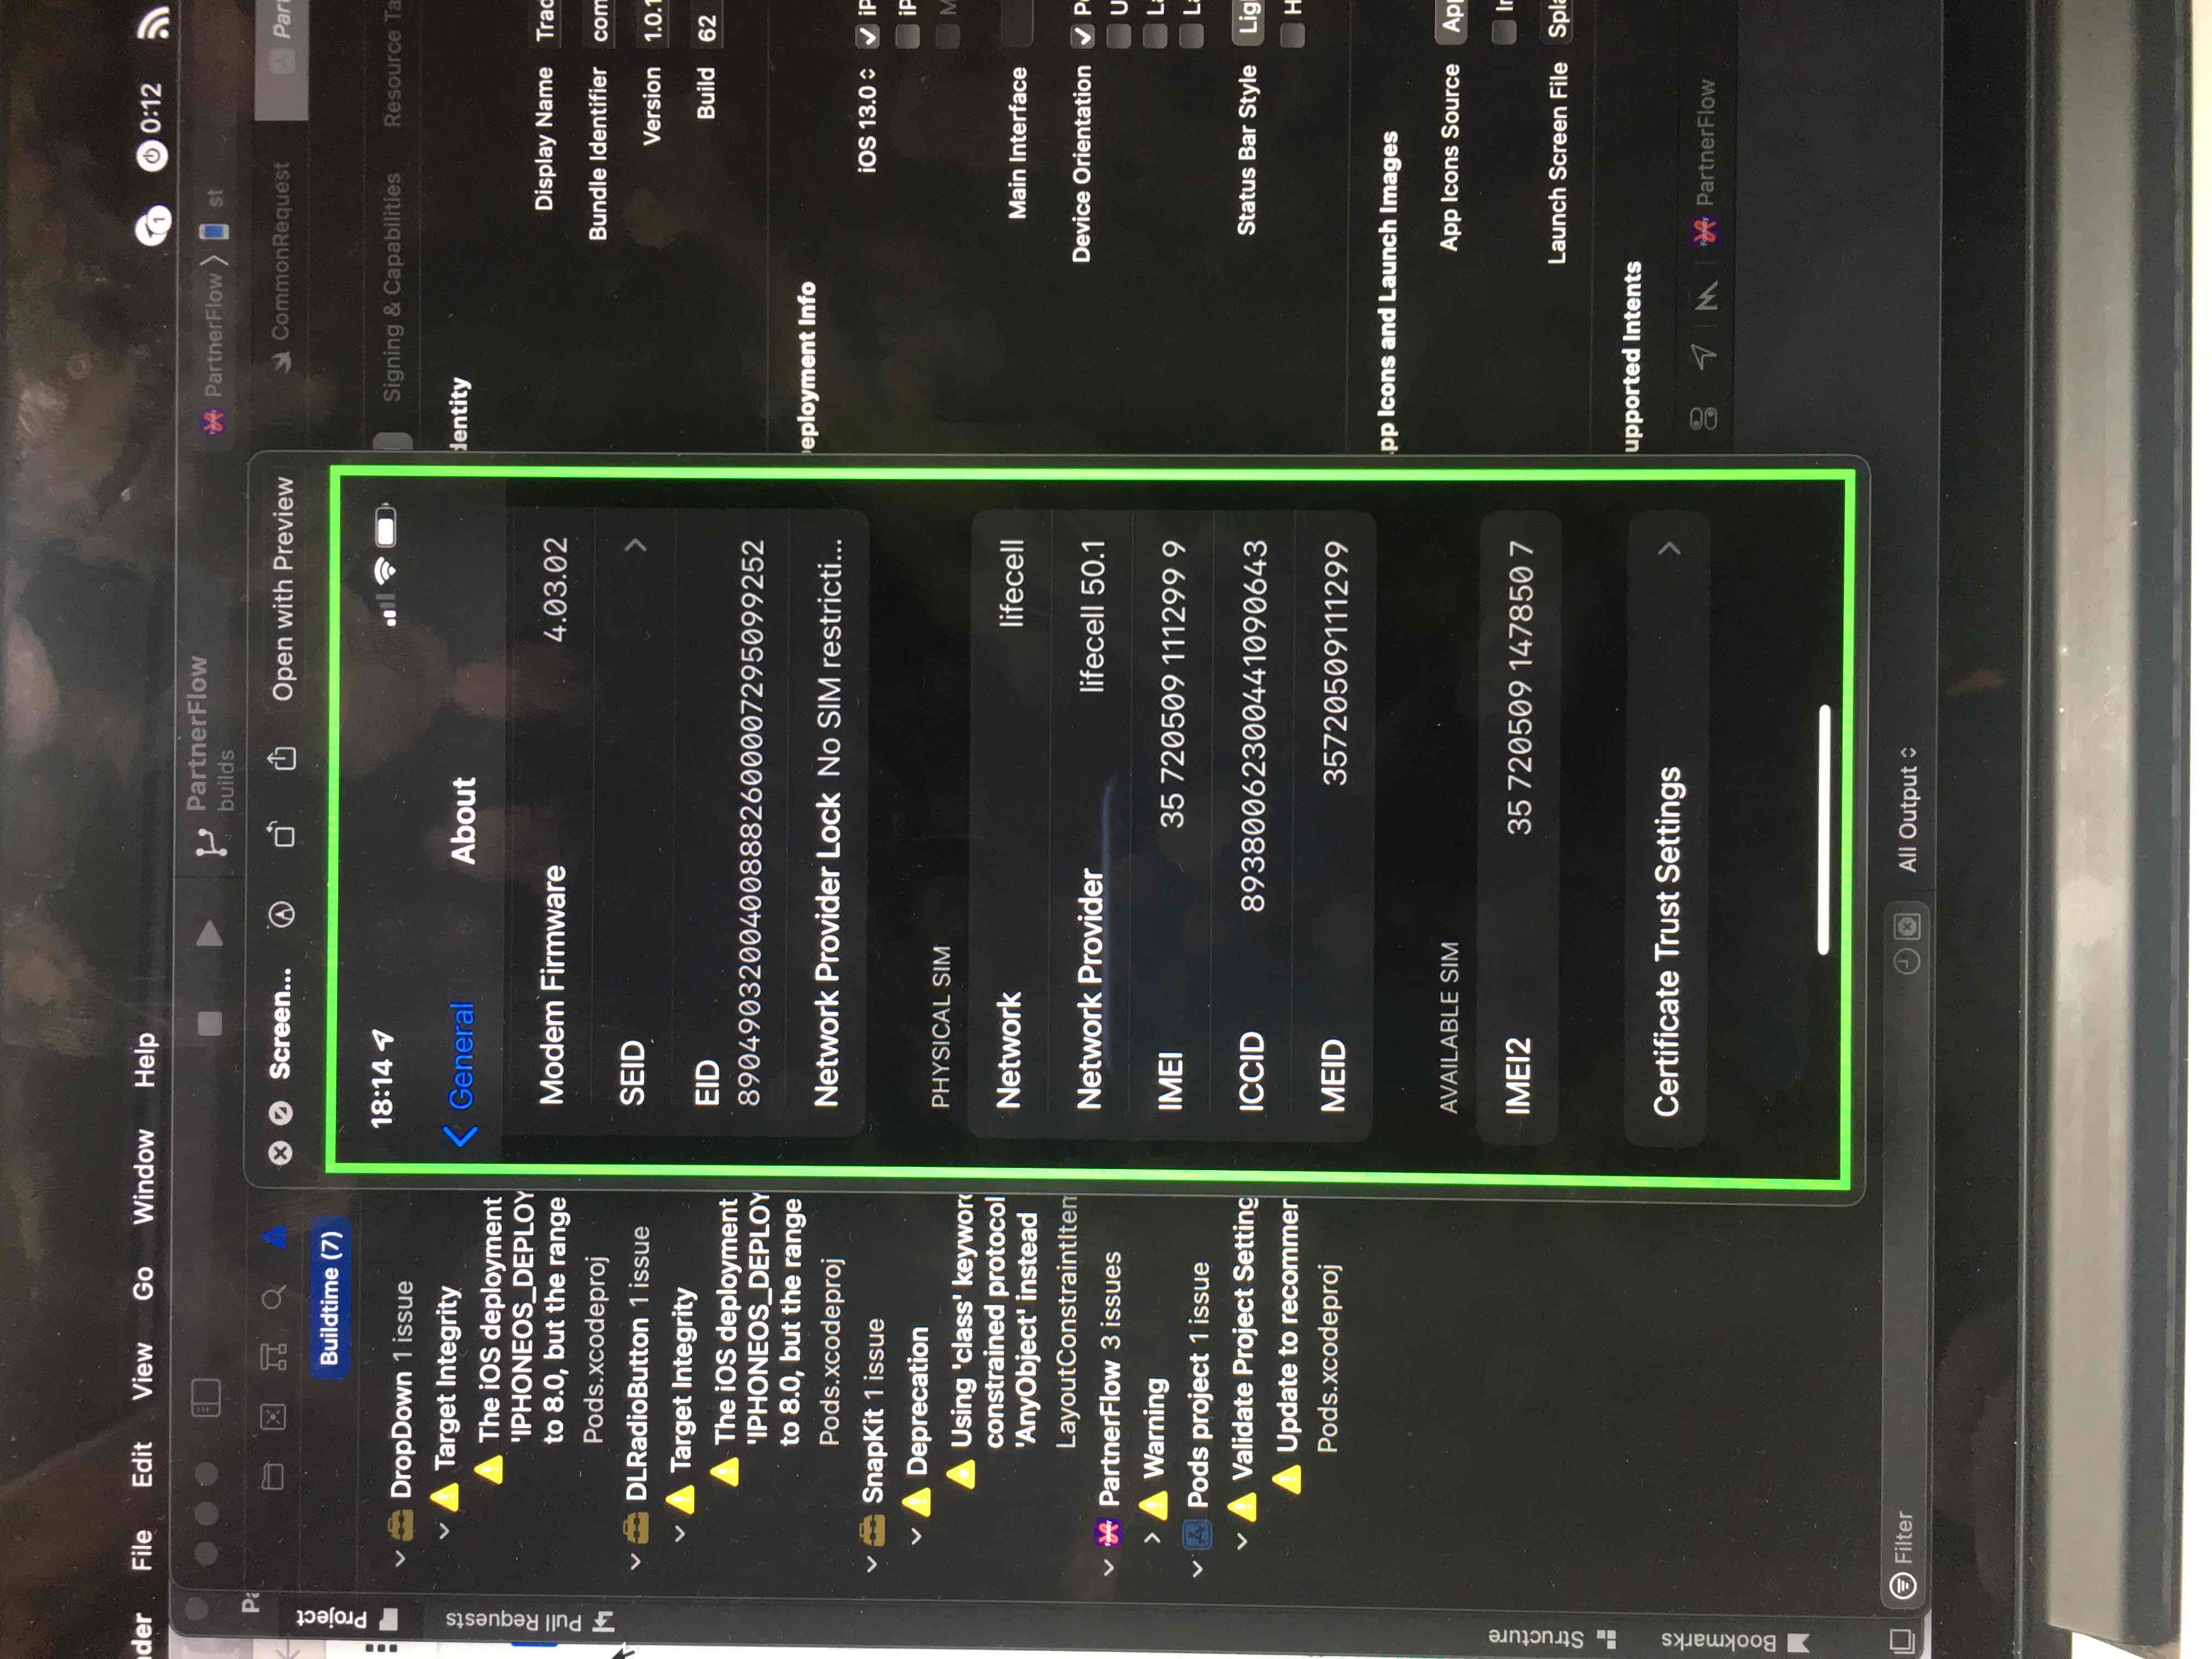 File Edit View Go Window Help
1
0:12
PartnerFlow
builds
PartnerFlow
st
Screen...
Open with Preview
CommonRequest
Project
Pull Requests
Structure
Bookmarks
Buildtime (7)
DropDown 1 issue
Target Integrity
The iOS deployment
'IPHONEOS_DEPLOY
to 8.0, but the range
Pods.xcodeproj
DLRadioButton 1 issue
Target Integrity
The iOS deployment
'IPHONEOS_DEPLOY
to 8.0, but the range
Pods.xcodeproj
SnapKit 1 issue
Deprecation
Using 'class' keyword
constrained protocol
'AnyObject' instead
LayoutConstraintItem
PartnerFlow 3 issues
Warning
Pods project 1 issue
Validate Project Setting
Update to recommen
Pods.xcodeproj
Filter
All Output
18:14
General
About
Modem Firmware 4.03.02
SEID
EID
89049032004008882600007295099252
Network Provider Lock No SIM restricti...
PHYSICAL SIM
Network lifecell
Network Provider lifecell 50.1
IMEI 35 720509 111299 9
ICCID 89380062300441090643
MEID 35720509111299
AVAILABLE SIM
IMEI2 35 720509 147850 7
Certificate Trust Settings
Signing & Capabilities
Resource Ta
dentity
Display Name Trac
Bundle Identifier com
Version 1.0.1
Build 62
eployment Info
iOS 13.0 iP
iP
M
Main Interface
Device Orientation
Status Bar Style Lig
H
pp Icons and Launch Images
App Icons Source App
Launch Screen File Spla
upported Intents
PartnerFlow